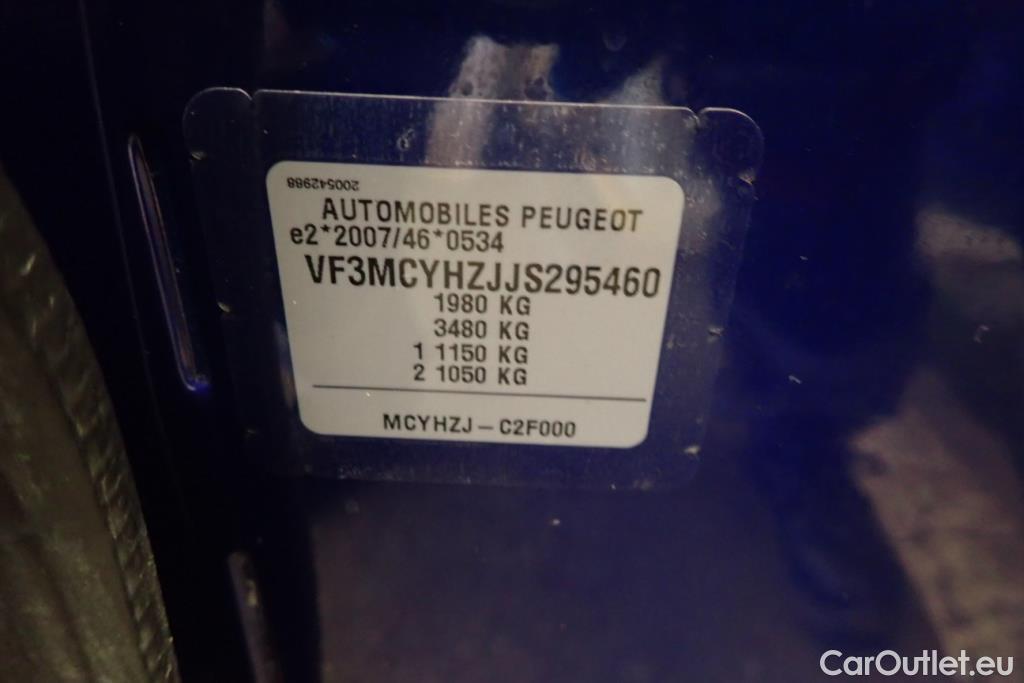 200542988
AUTOMOBILES PEUGEOT
e2*2007/46*0534
VF3MCYHZJJS295460
1980 KG
3480 KG
1 1150 KG
2 1050 KG
MCYHZJ – C2F000
CarOutlet.eu